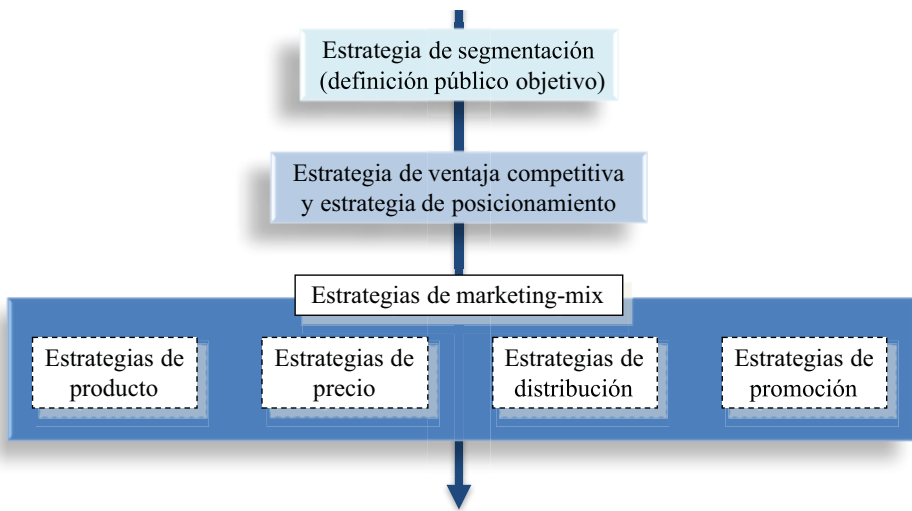 Estrategia de segmentación
(definición público objetivo)
Estrategia de ventaja competitiva
y estrategia de posicionamiento
Estrategias de marketing-mix
Estrategias de
producto
Estrategias de
precio
Estrategias de
distribución
Estrategias de
promoción